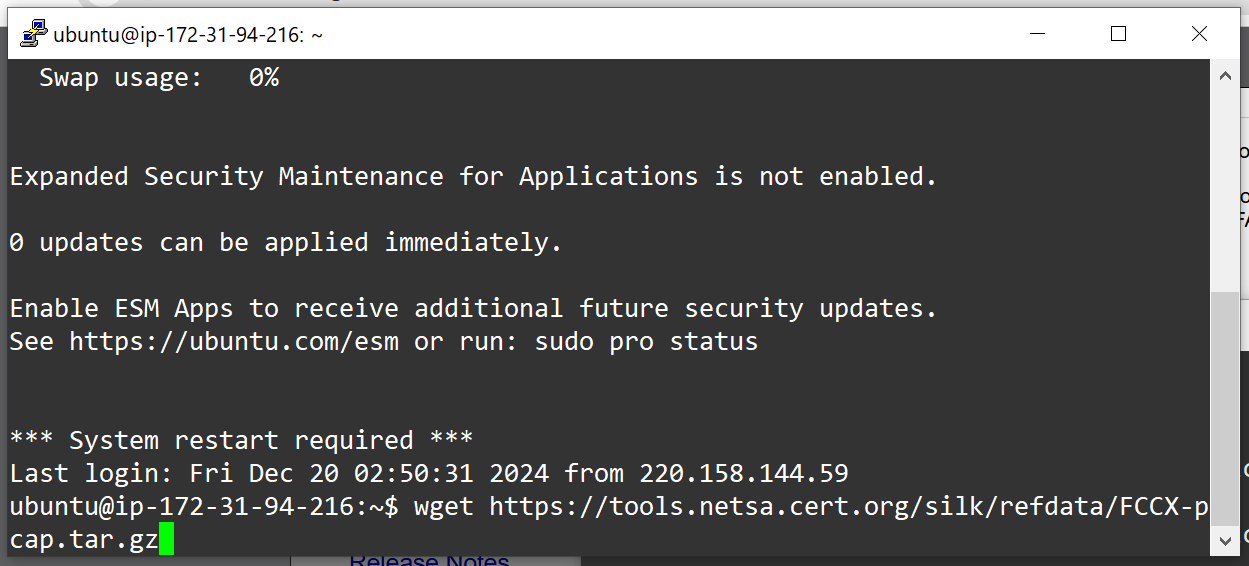 ubuntu@ip-172-31-94-216: ~
Swap usage:   0%
Expanded Security Maintenance for Applications is not enabled.
0 updates can be applied immediately.
Enable ESM Apps to receive additional future security updates.
See https://ubuntu.com/esm or run: sudo pro status
*** System restart required ***
Last login: Fri Dec 20 02:50:31 2024 from 220.158.144.59
ubuntu@ip-172-31-94-216:~$ wget https://tools.netsa.cert.org/silk/refdata/FCCX-p
cap.tar.gz
Release Notes